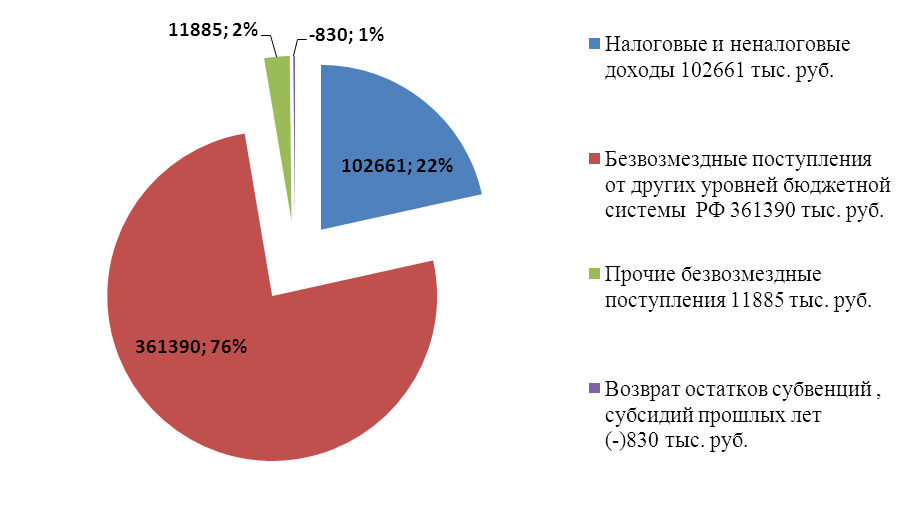 11885; 2%
-830; 1%
102661; 22%
361390; 76%
Налоговые и неналоговые
доходы 102661 тыс. руб.
Безвозмездные поступления
от других уровней бюджетной
системы РФ 361390 тыс. руб.
Прочие безвозмездные
поступления 11885 тыс. руб.
Возврат остатков субвенций ,
субсидий прошлых лет
(-)830 тыс. руб.